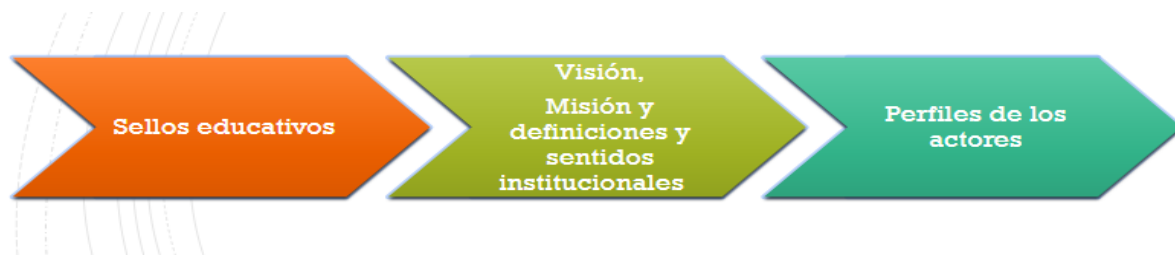 Sellos educativos
Visión,
Misión y
definiciones y
sentidos
institucionales
Perfiles de los
actores